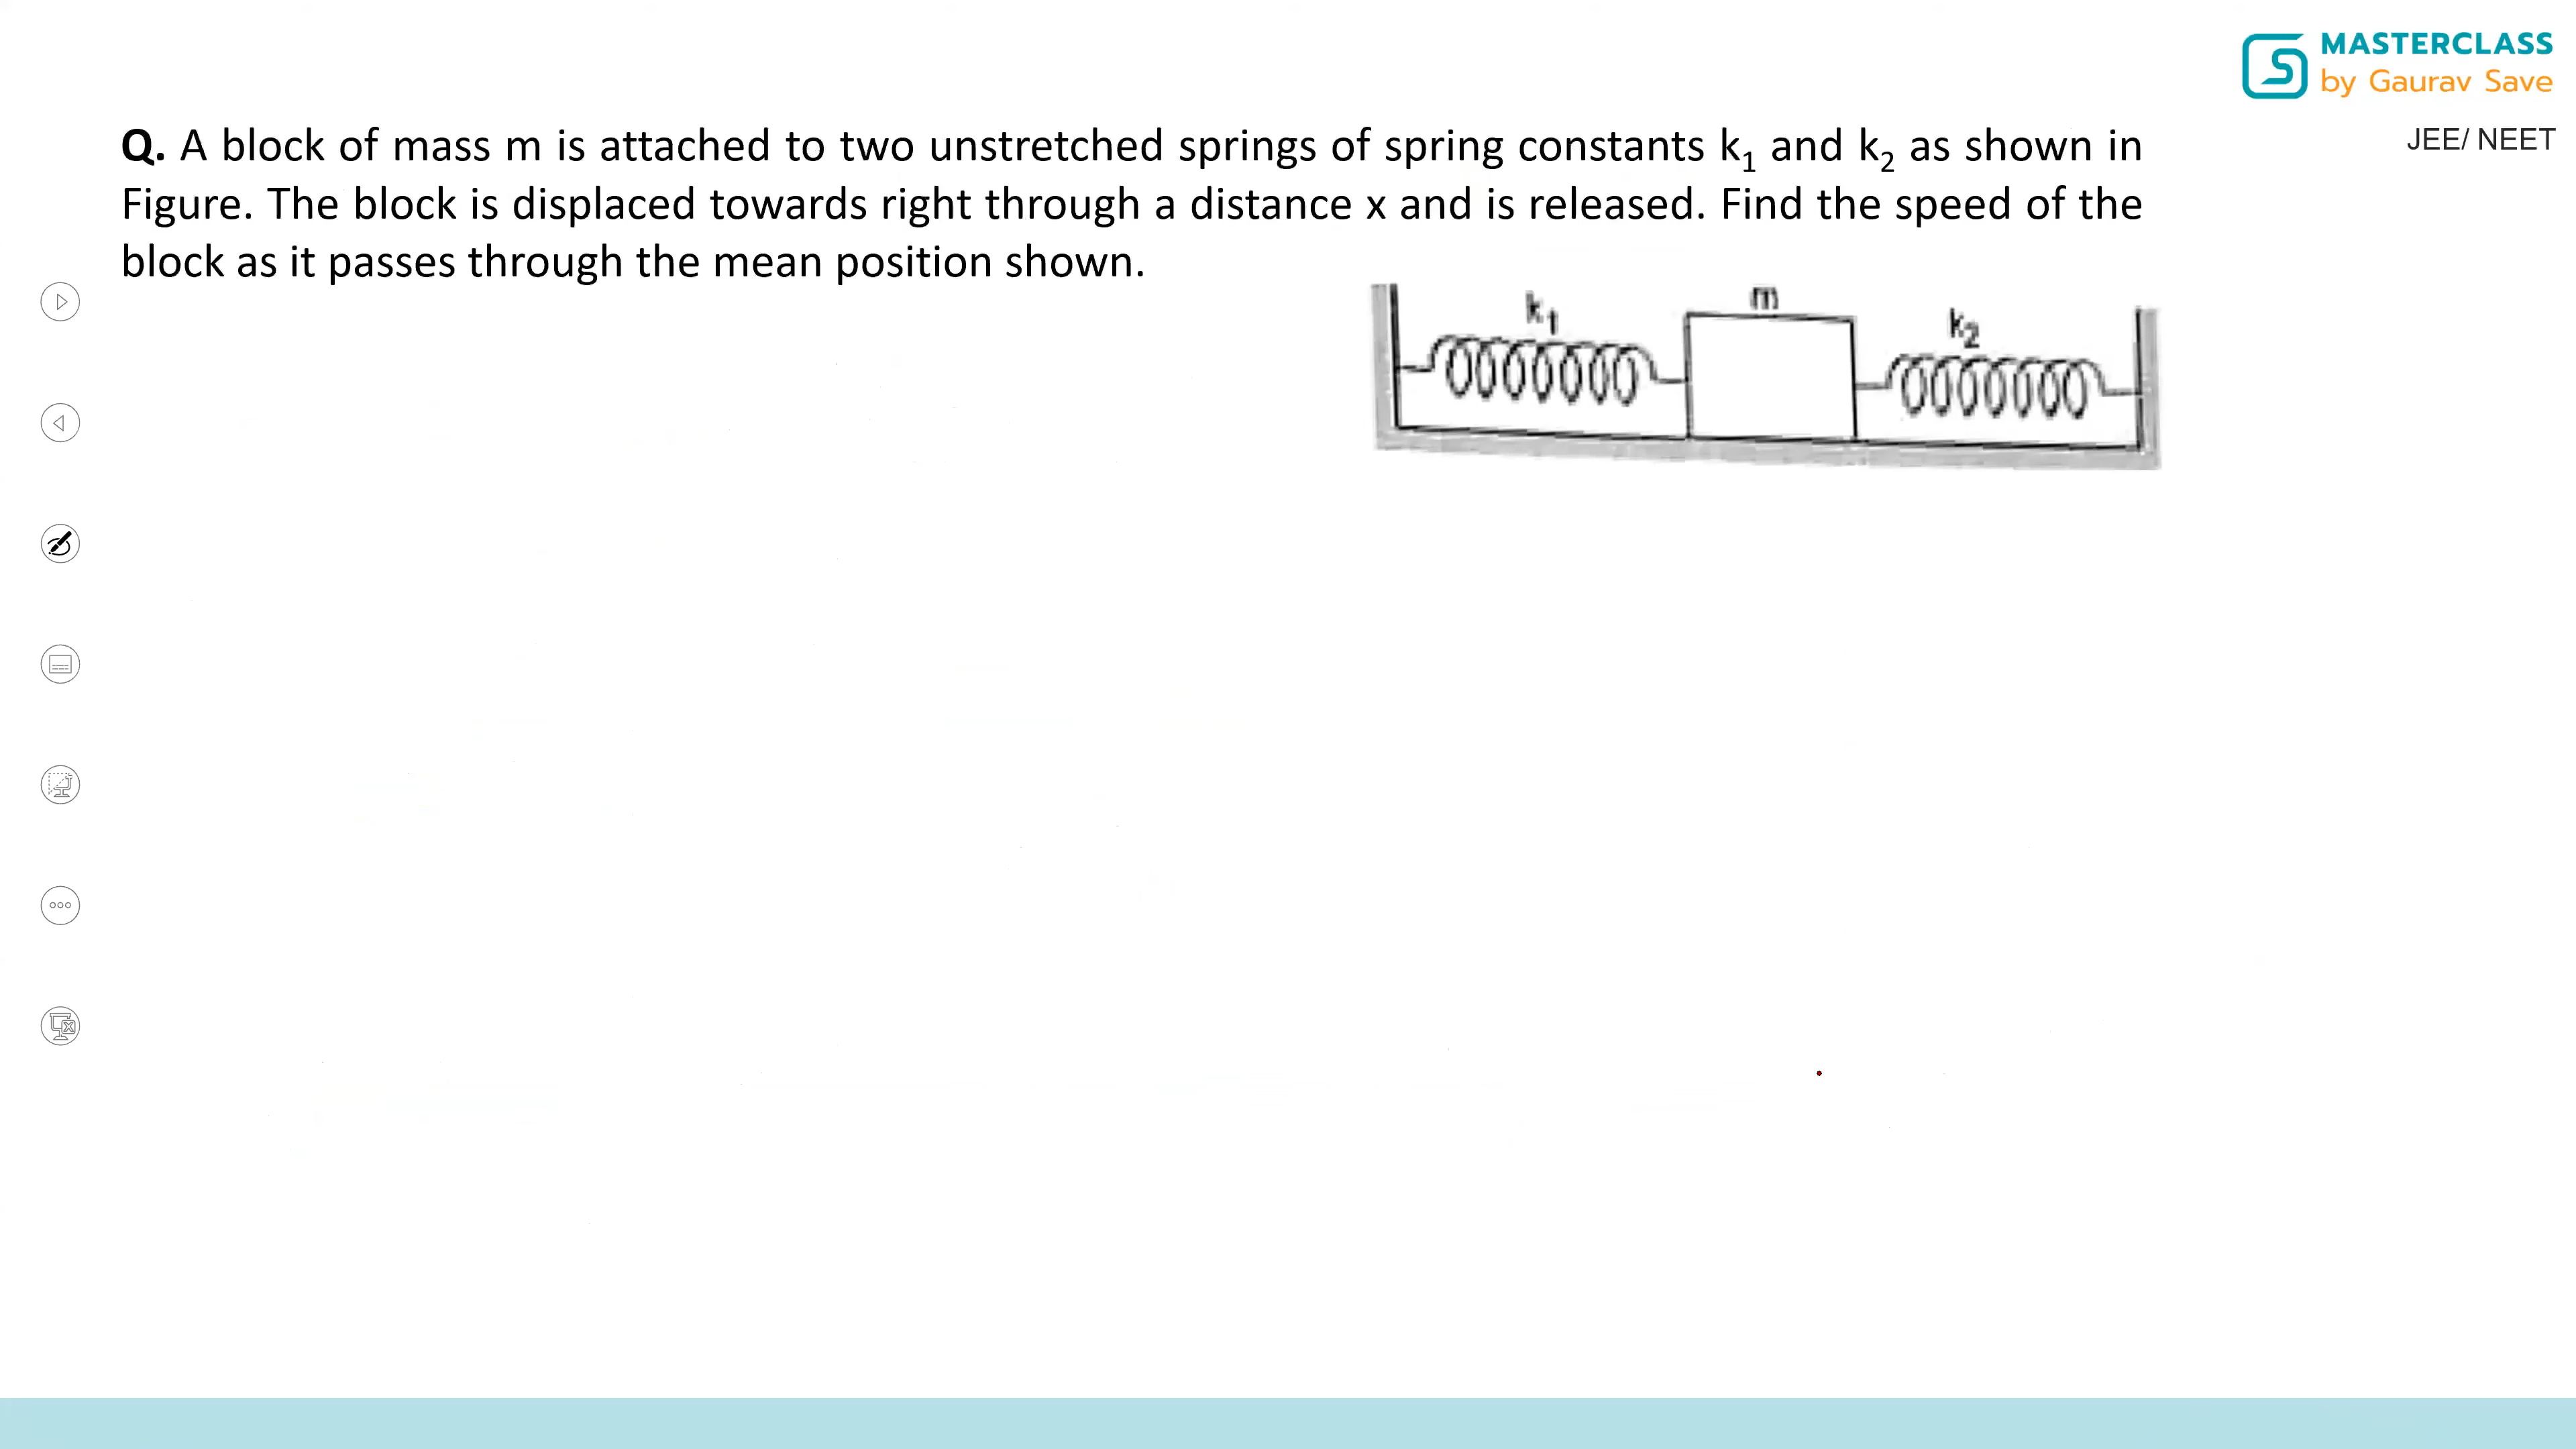 MASTERCLASS
by Gaurav Save
JEE/ NEET
Q. A block of mass m is attached to two unstretched springs of spring constants k₁ and k₂ as shown in
Figure. The block is displaced towards right through a distance x and is released. Find the speed of the
block as it passes through the mean position shown.
k₁
m
k₂